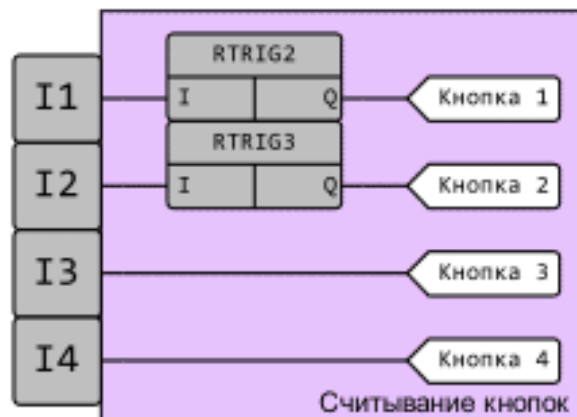 RTRIG2
I1 I Q Кнопка 1
RTRIG3
I2 I Q Кнопка 2
I3 Кнопка 3
I4 Кнопка 4
Считывание кнопок